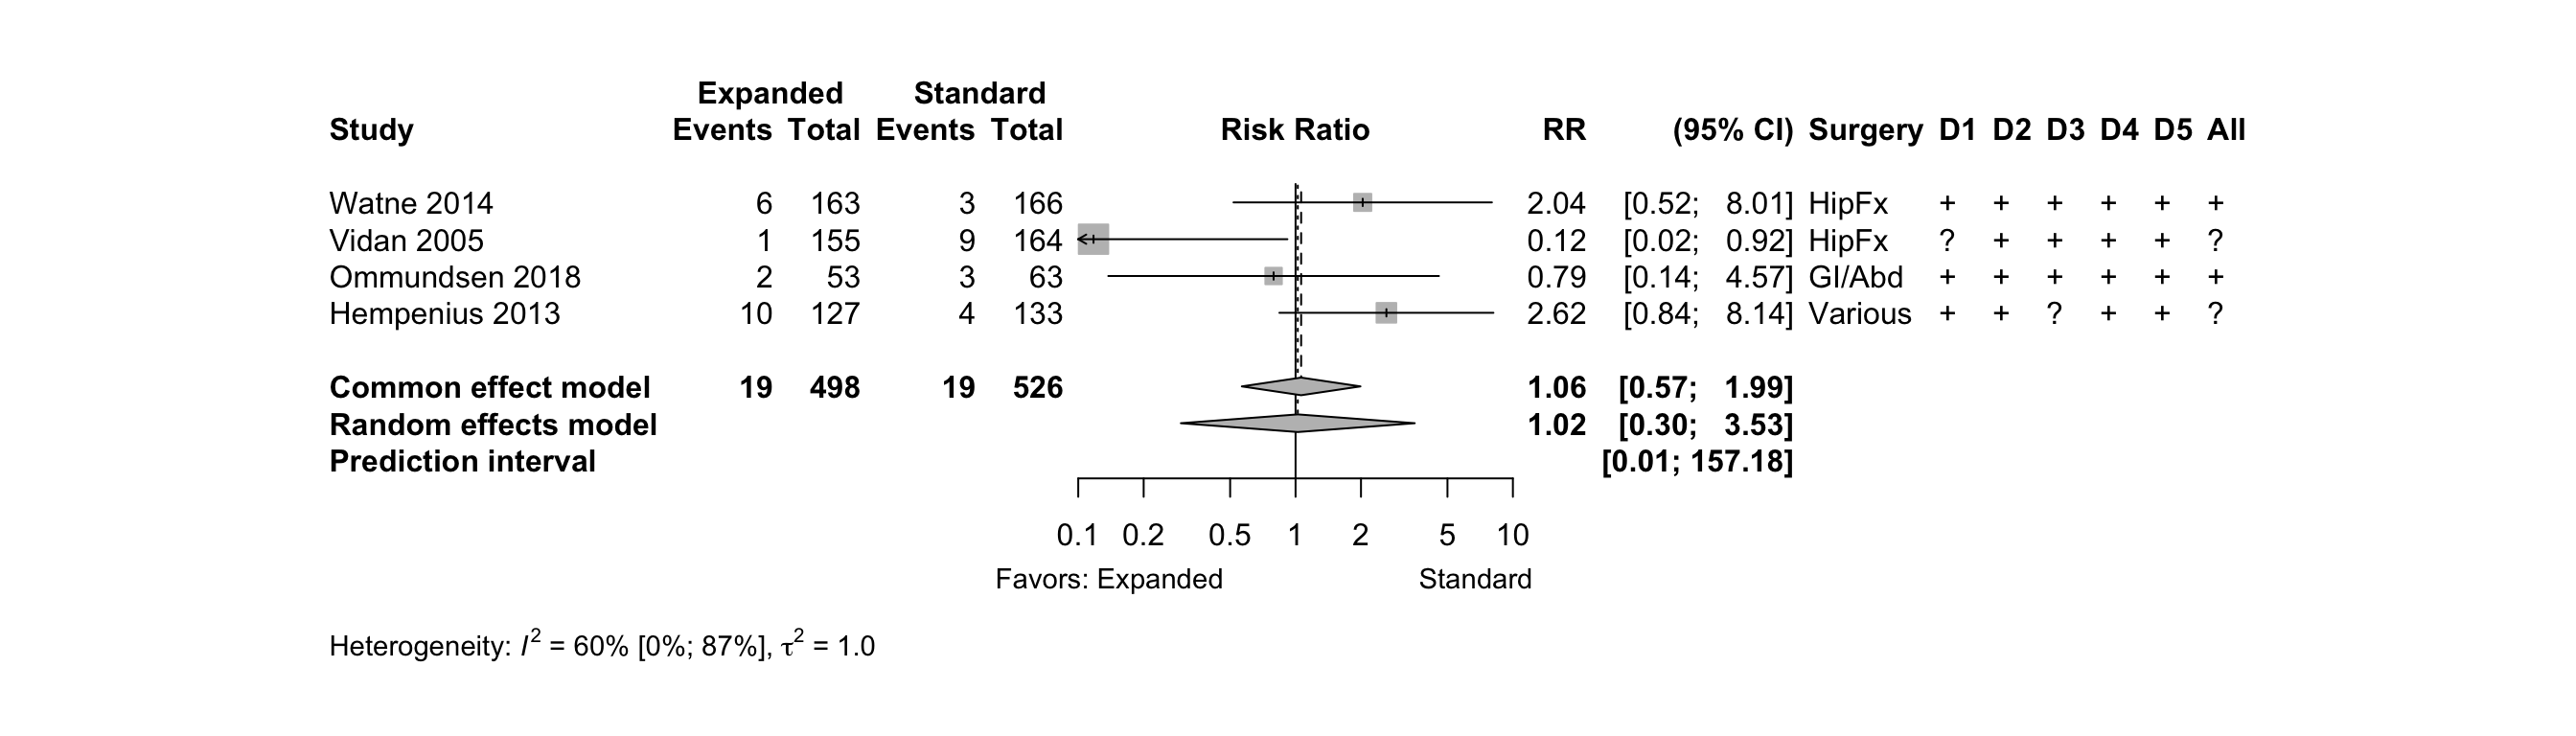 Expanded Standard
Study Events Total Events Total Risk Ratio RR (95% CI) Surgery D1 D2 D3 D4 D5 All
Watne 2014 6 163 3 166 2.04 [0.52; 8.01] HipFx + + + + + +
Vidan 2005 1 155 9 164 0.12 [0.02; 0.92] HipFx ? + + + + ?
Ommundsen 2018 2 53 3 63 0.79 [0.14; 4.57] GI/Abd + + + + + +
Hempenius 2013 10 127 4 133 2.62 [0.84; 8.14] Various + + ? + + ?
Common effect model 19 498 19 526 1.06 [0.57; 1.99]
Random effects model 1.02 [0.30; 3.53]
Prediction interval [0.01; 157.18]
0.1 0.2 0.5 1 2 5 10
Favors: Expanded Standard
Heterogeneity: I² = 60% [0%; 87%], τ² = 1.0